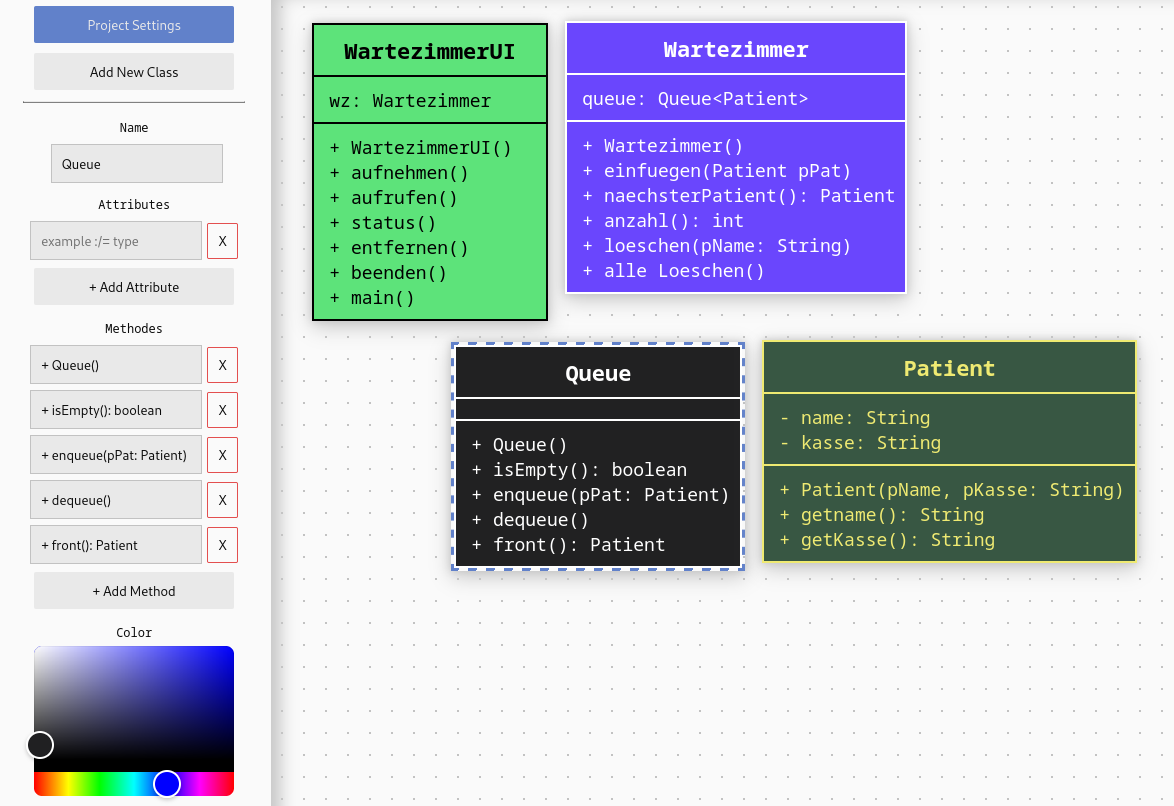 Project Settings
Add New Class
Name
Queue
Attributes
example :/= type
X
+ Add Attribute
Methodes
+ Queue()
X
+ isEmpty(): boolean
X
+ enqueue(pPat: Patient)
X
+ dequeue()
X
+ front(): Patient
X
+ Add Method
Color
WartezimmerUI
wz: Wartezimmer
+ WartezimmerUI()
+ aufnehmen()
+ aufrufen()
+ status()
+ entfernen()
+ beenden()
+ main()
Wartezimmer
queue: Queue<Patient>
+ Wartezimmer()
+ einfuegen(Patient pPat)
+ naechsterPatient(): Patient
+ anzahl(): int
+ loeschen(pName: String)
+ alle Loeschen()
Queue
+ Queue()
+ isEmpty(): boolean
+ enqueue(pPat: Patient)
+ dequeue()
+ front(): Patient
Patient
- name: String
- kasse: String
+ Patient(pName, pKasse: String)
+ getname(): String
+ getKasse(): String